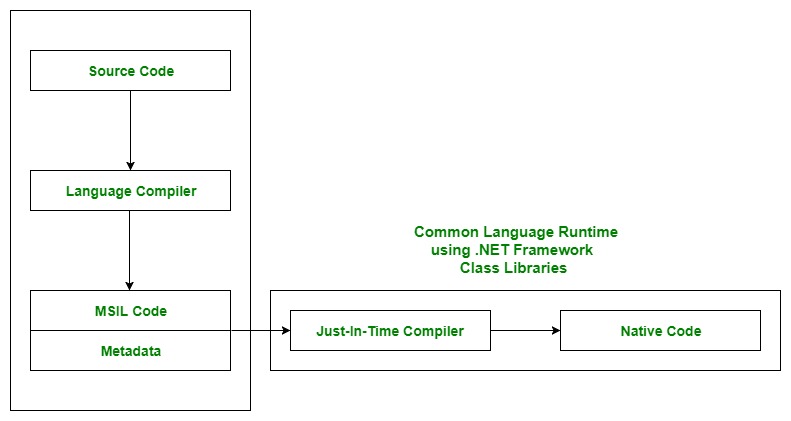 Source Code
Language Compiler
MSIL Code
Metadata
Common Language Runtime
using .NET Framework
Class Libraries
Just-In-Time Compiler
Native Code